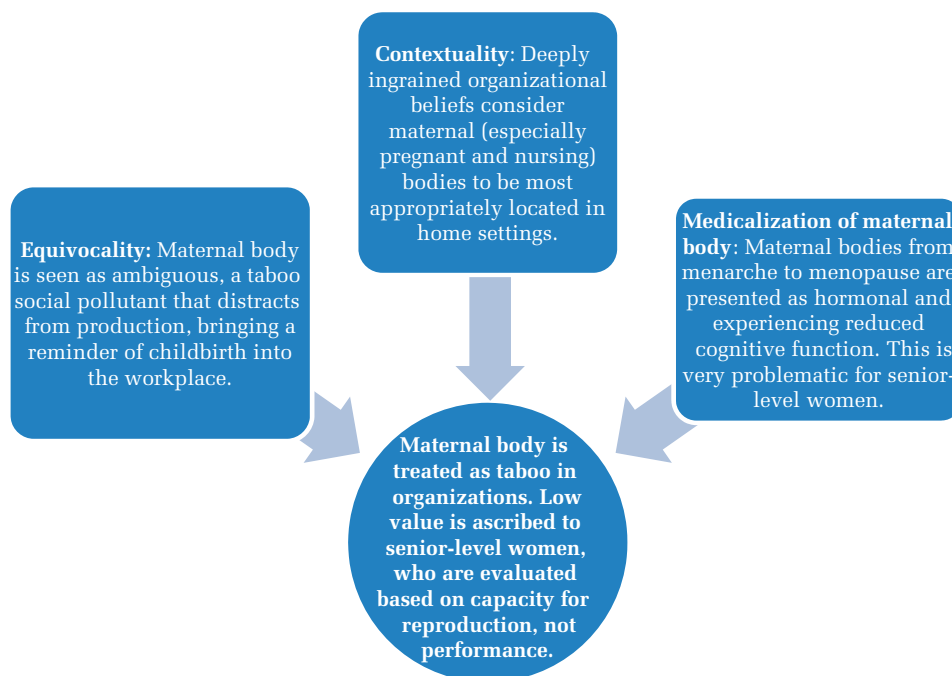 Contextuality: Deeply
ingrained organizational
beliefs consider
maternal (especially
pregnant and nursing)
bodies to be most
appropriately located in
home settings.
Equivocality: Maternal body
is seen as ambiguous, a taboo
social pollutant that distracts
from production, bringing a
reminder of childbirth into
the workplace.
Medicalization of maternal
body: Maternal bodies from
menarche to menopause are
presented as hormonal and
experiencing reduced
cognitive function. This is
very problematic for senior-
level women.
Maternal body is
treated as taboo in
organizations. Low
value is ascribed to
senior-level women,
who are evaluated
based on capacity for
reproduction, not
performance.